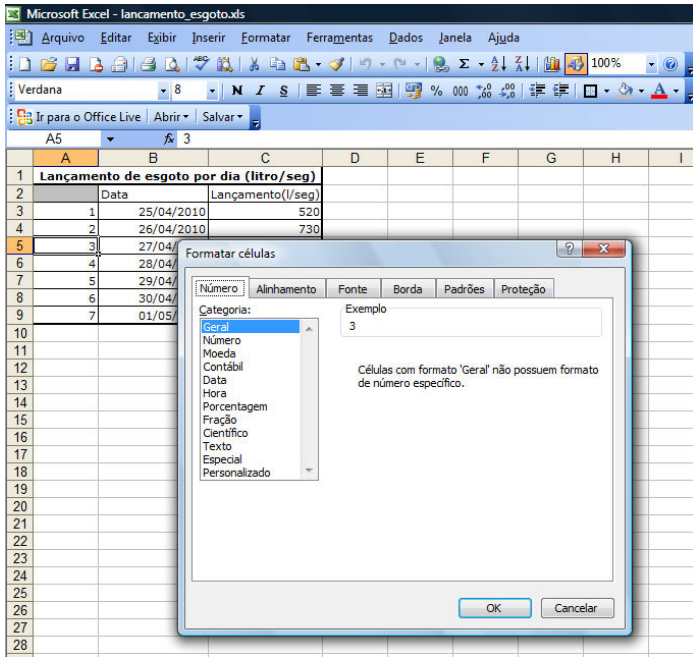 Microsoft Excel - lancamento_esgoto.xls
Arquivo Editar Exibir Inserir Formatar Ferramentas Dados Janela Ajuda
100%
Verdana 8 N I S % 000
Ir para o Office Live Abrir Salvar
A5 fx 3
A B C D E F G H I
1 Lançamento de esgoto por dia (litro/seg)
2 Data Lançamento(l/seg)
3 1 25/04/2010 520
4 2 26/04/2010 730
5 3 27/04/
6 4 28/04/
7 5 29/04/
8 6 30/04/
9 7 01/05/
10
11
12
13
14
15
16
17
18
19
20
21
22
23
24
25
26
27
28
Formatar células
Número Alinhamento Fonte Borda Padrões Proteção
Categoria:
Geral
Número
Moeda
Contábil
Data
Hora
Porcentagem
Fração
Científico
Texto
Especial
Personalizado
Exemplo
3
Células com formato 'Geral' não possuem formato
de número específico.
OK Cancelar